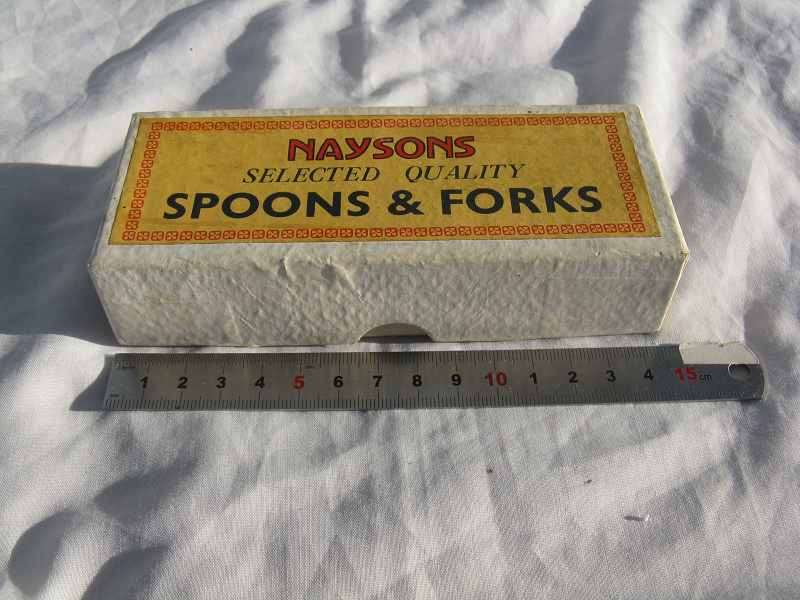 NAYSONS
SELECTED QUALITY
SPOONS & FORKS
1 2 3 4 5 6 7 8 9 10 1 2 3 4 15 cm